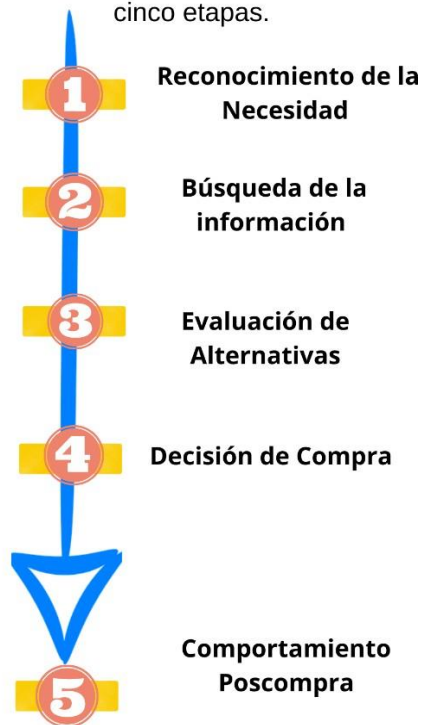 cinco etapas.
1
Reconocimiento de la
Necesidad
2
Búsqueda de la
información
3
Evaluación de
Alternativas
4
Decisión de Compra
5
Comportamiento
Poscompra